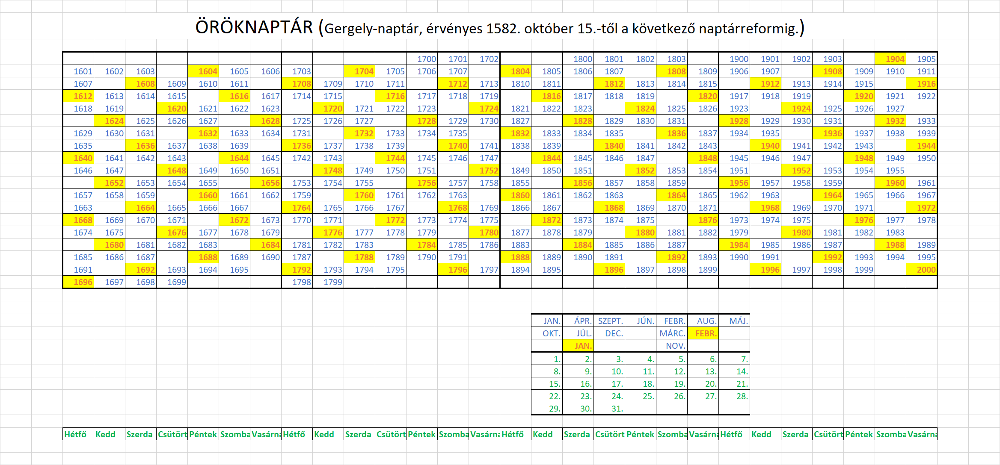 ÖRÖKNAPTÁR (Gergely-naptár, érvényes 1582. október 15.-től a következő naptárreformig.)
1700 1701 1702 1800 1801 1802 1803 1900 1901 1902 1903 1904 1905
1601 1602 1603 1604 1605 1606 1703 1704 1705 1706 1707 1804 1805 1806 1807 1808 1809 1906 1907 1908 1909 1910 1911
1607 1608 1609 1610 1611 1708 1709 1710 1711 1712 1713 1810 1811 1812 1813 1814 1815 1912 1913 1914 1915 1916
1612 1613 1614 1615 1616 1617 1714 1715 1716 1717 1718 1719 1816 1817 1818 1819 1820 1917 1918 1919 1920 1921 1922
1618 1619 1620 1621 1622 1623 1720 1721 1722 1723 1724 1821 1822 1823 1824 1825 1826 1923 1924 1925 1926 1927
1624 1625 1626 1627 1628 1725 1726 1727 1728 1729 1730 1827 1828 1829 1830 1831 1928 1929 1930 1931 1932 1933
1629 1630 1631 1632 1633 1634 1731 1732 1733 1734 1735 1832 1833 1834 1835 1836 1837 1934 1935 1936 1937 1938 1939
1635 1636 1637 1638 1639 1736 1737 1738 1739 1740 1741 1838 1839 1840 1841 1842 1843 1940 1941 1942 1943 1944
1640 1641 1642 1643 1644 1645 1742 1743 1744 1745 1746 1747 1844 1845 1846 1847 1848 1945 1946 1947 1948 1949 1950
1646 1647 1648 1649 1650 1651 1748 1749 1750 1751 1752 1849 1850 1851 1852 1853 1854 1951 1952 1953 1954 1955
1652 1653 1654 1655 1656 1753 1754 1755 1756 1757 1758 1855 1856 1857 1858 1859 1956 1957 1958 1959 1960 1961
1657 1658 1659 1660 1661 1662 1759 1760 1761 1762 1763 1860 1861 1862 1863 1864 1865 1962 1963 1964 1965 1966 1967
1663 1664 1665 1666 1667 1764 1765 1766 1767 1768 1769 1866 1867 1868 1869 1870 1871 1968 1969 1970 1971 1972
1668 1669 1670 1671 1672 1673 1770 1771 1772 1773 1774 1775 1872 1873 1874 1875 1876 1973 1974 1975 1976 1977 1978
1674 1675 1676 1677 1678 1679 1776 1777 1778 1779 1780 1877 1878 1879 1880 1881 1882 1979 1980 1981 1982 1983
1680 1681 1682 1683 1684 1781 1782 1783 1784 1785 1786 1883 1884 1885 1886 1887 1984 1985 1986 1987 1988 1989
1685 1686 1687 1688 1689 1690 1787 1788 1789 1790 1791 1888 1889 1890 1891 1892 1893 1990 1991 1992 1993 1994 1995
1691 1692 1693 1694 1695 1792 1793 1794 1795 1796 1797 1894 1895 1896 1897 1898 1899 1996 1997 1998 1999 2000
1696 1697 1698 1699 1798 1799
JAN. ÁPR. SZEPT. JÚN. FEBR. AUG. MÁJ.
OKT. JÚL. DEC. MÁRC. FEBR.
JAN. NOV.
1. 2. 3. 4. 5. 6. 7.
8. 9. 10. 11. 12. 13. 14.
15. 16. 17. 18. 19. 20. 21.
22. 23. 24. 25. 26. 27. 28.
29. 30. 31.
Hétfő Kedd Szerda Csütört Péntek Szomba Vasárna Hétfő Kedd Szerda Csütört Péntek Szomba Vasárna Hétfő Kedd Szerda Csütört Péntek Szomba Vasárna Hétfő Kedd Szerda Csütört Péntek Szomba Vasárna